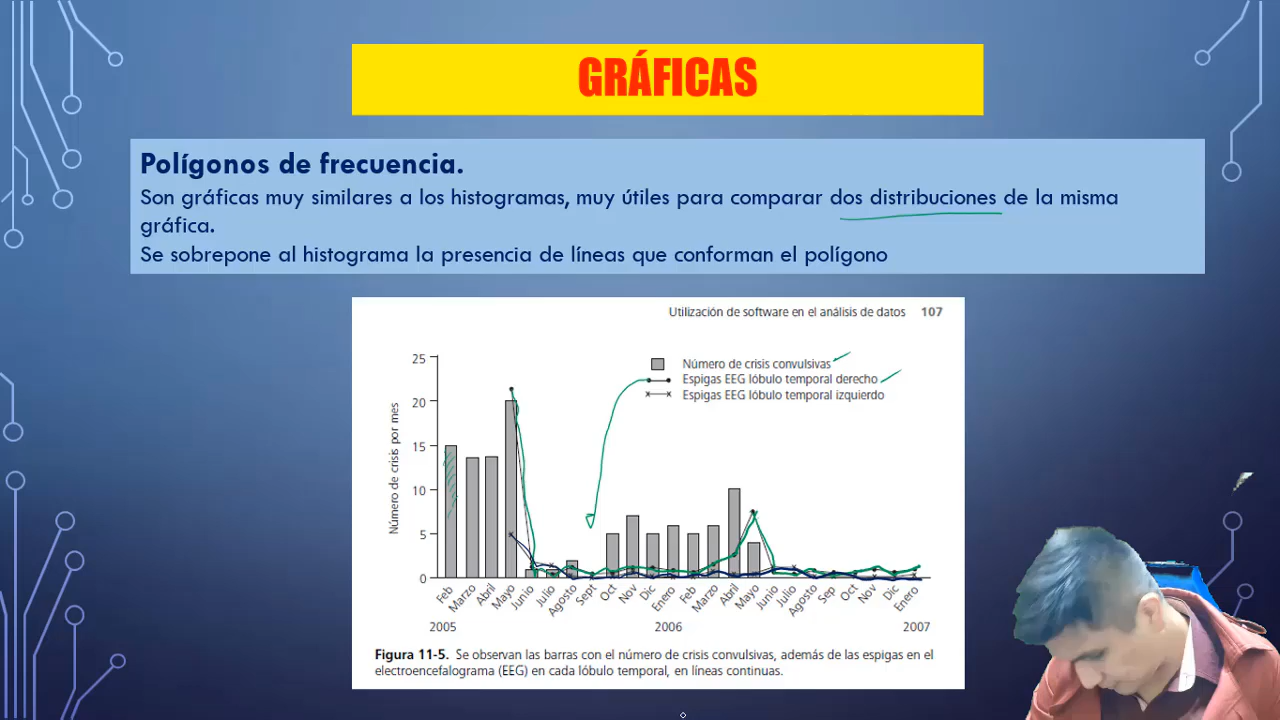 GRÁFICAS
Polígonos de frecuencia.
Son gráficas muy similares a los histogramas, muy útiles para comparar dos distribuciones de la misma
gráfica.
Se sobrepone al histograma la presencia de líneas que conforman el polígono
Utilización de software en el análisis de datos 107
Número de crisis convulsivas
Espigas EEG lóbulo temporal derecho
Espigas EEG lóbulo temporal izquierdo
Número de crisis por mes
25
20
15
10
5
0
Feb Marzo Abril Mayo Junio Julio Agosto Sept Oct Nov Dic Enero Feb Marzo Abril Mayo Junio Julio Agosto Sep Oct Nov Dic Enero
2005 2006 2007
Figura 11-5. Se observan las barras con el número de crisis convulsivas, además de las espigas en el
electroencefalograma (EEG) en cada lóbulo temporal, en líneas continuas.